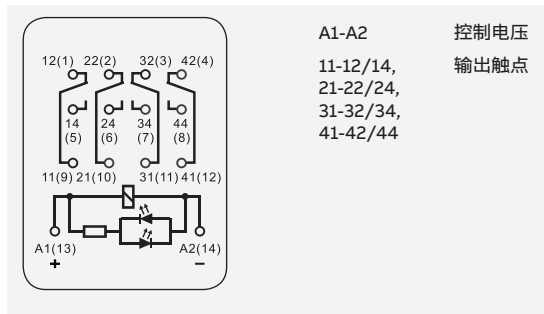 12(1) 22(2) 32(3) 42(4)
14 24 34 44
(5) (6) (7) (8)
11(9) 21(10) 31(11) 41(12)
A1(13) A2(14)
+ −
A1-A2 控制电压
11-12/14, 输出触点
21-22/24,
31-32/34,
41-42/44